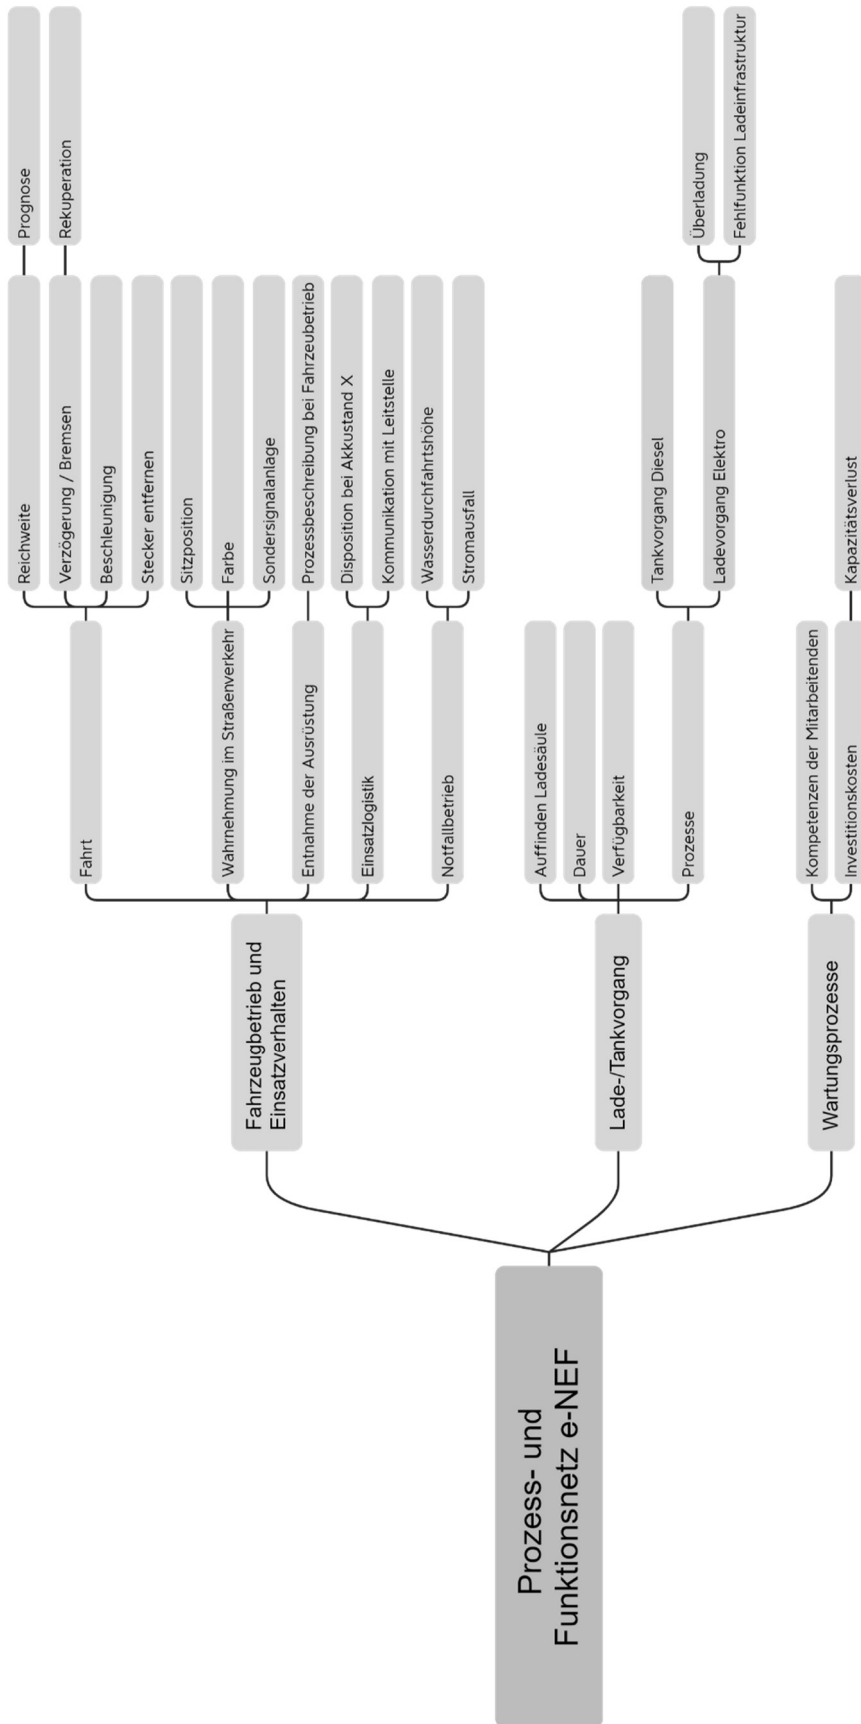 Prozess- und
Funktionsnetz e-NEF
Fahrzeugbetrieb und
Einsatzverhalten
Fahrt
Reichweite
Prognose
Verzögerung / Bremsen
Rekuperation
Beschleunigung
Stecker entfernen
Wahrnehmung im Straßenverkehr
Sitzposition
Farbe
Sondersignalanlage
Entnahme der Ausrüstung
Prozessbeschreibung bei Fahrzeubetrieb
Einsatzlogistik
Disposition bei Akkustand X
Kommunikation mit Leitstelle
Notfallbetrieb
Wasserdurchfahrtshöhe
Stromausfall
Lade-/Tankvorgang
Auffinden Ladesäule
Dauer
Verfügbarkeit
Prozesse
Tankvorgang Diesel
Ladevorgang Elektro
Überladung
Fehlfunktion Ladeinfrastruktur
Wartungsprozesse
Kompetenzen der Mitarbeitenden
Investitionskosten
Kapazitätsverlust